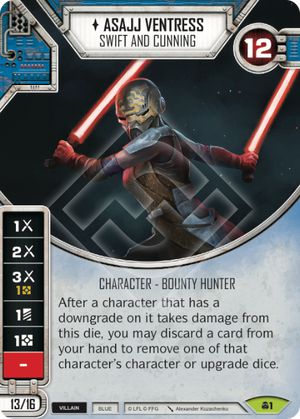 ASAJJ VENTRESS
SWIFT AND CUNNING
12
1
2
3
1
1
1
-
CHARACTER - BOUNTY HUNTER
After a character that has a
downgrade on it takes damage from
this die, you may discard a card from
your hand to remove one of that
character's character or upgrade dice.
13/16
VILLAIN
BLUE
© LFL © FFG
Alexander Kozachenko
1